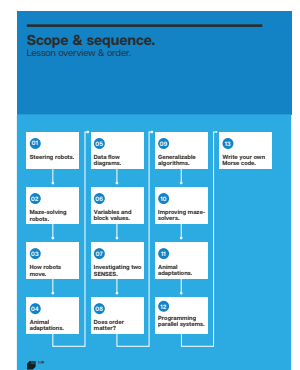 Scope & sequence.
Lesson overview & order.
01
Steering robots.
02
Maze-solving
robots.
03
How robots
move.
04
Animal
adaptations.
05
Data flow
diagrams.
06
Variables and
block values.
07
Investigating two
SENSES.
08
Does order
matter?
09
Generalizable
algorithms.
10
Improving maze-
solvers.
11
Animal
adaptations.
12
Programming
parallel systems.
13
Write your own
Morse code.